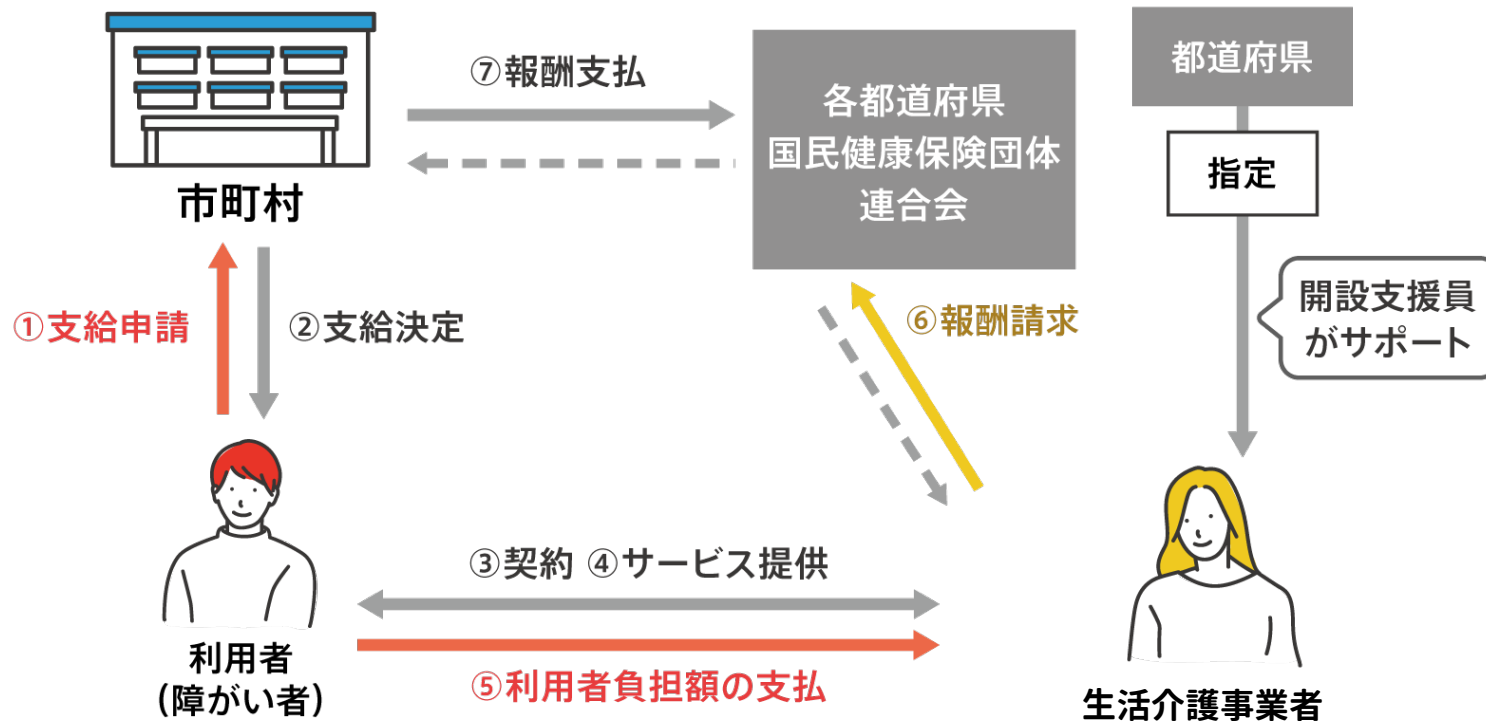 ⑦報酬支払
各都道府県
国民健康保険団体
連合会
都道府県
指定
市町村
①支給申請
②支給決定
⑥報酬請求
開設支援員
がサポート
③契約 ④サービス提供
⑤利用者負担額の支払
利用者
(障がい者)
生活介護事業者